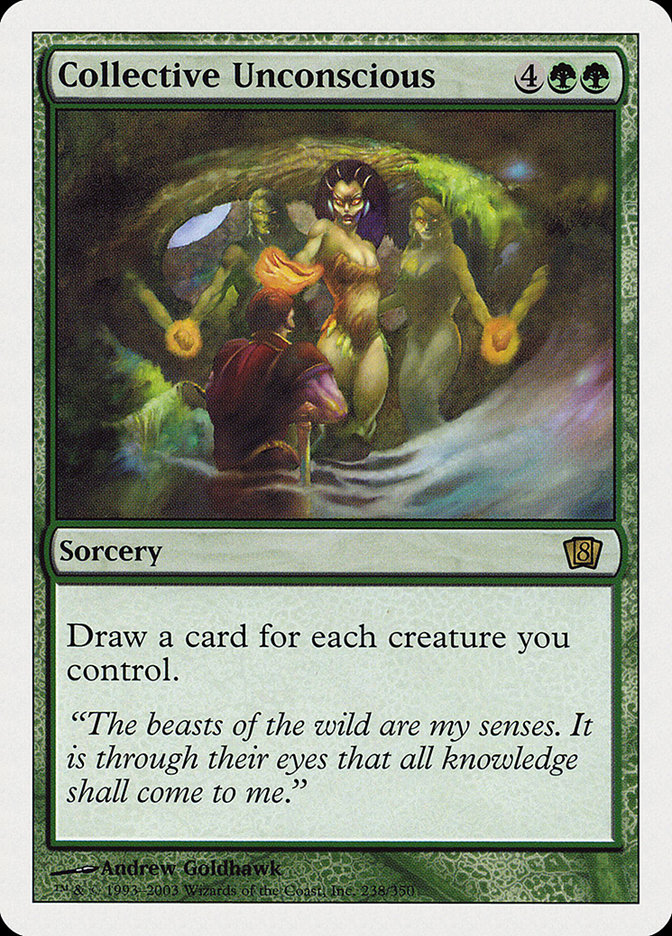 Collective Unconscious 4
Sorcery 8
Draw a card for each creature you
control.
“The beasts of the wild are my senses. It
is through their eyes that all knowledge
shall come to me.”
Andrew Goldhawk
™ & © 1993–2003 Wizards of the Coast, Inc. 238/350